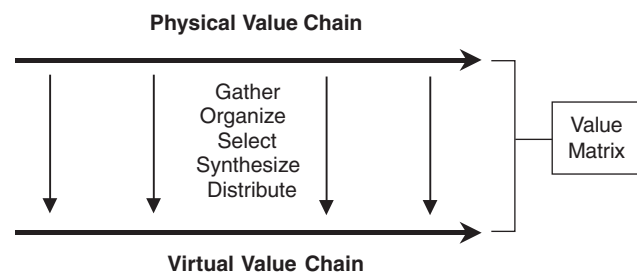 Physical Value Chain
Gather
Organize
Select
Synthesize
Distribute
Value
Matrix
Virtual Value Chain